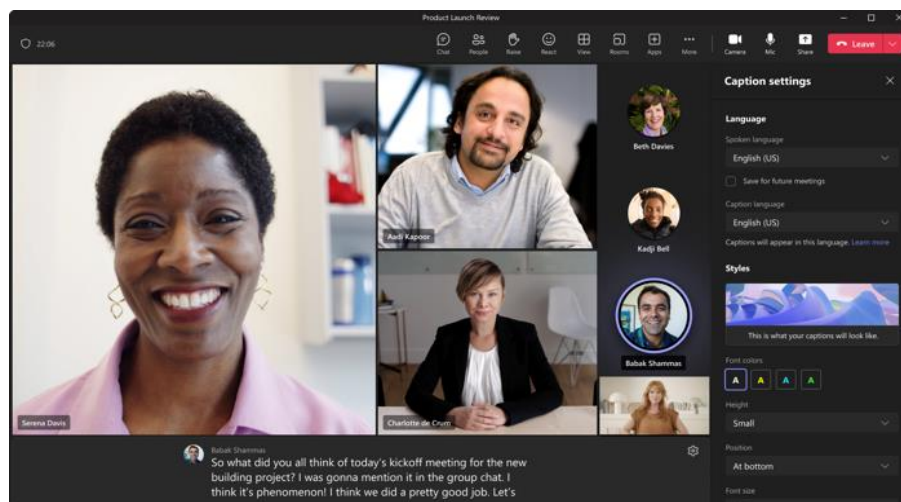 Product Launch Review
22:06
Chat People Raise React View Rooms Apps More Camera Mic Share Leave
Serena Davis
Aadi Kapoor
Charlotte de Crum
Beth Davies
Kadji Bell
Babak Shammas
Babak Shammas
So what did you all think of today's kickoff meeting for the new
building project? I was gonna mention it in the group chat. I
think it's phenomenon! I think we did a pretty good job. Let's
Caption settings
Language
Spoken language
English (US)
Save for future meetings
Caption language
English (US)
Captions will appear in this language. Learn more
Styles
This is what your captions will look like.
Font colors
A A A A
Height
Small
Position
At bottom
Font size